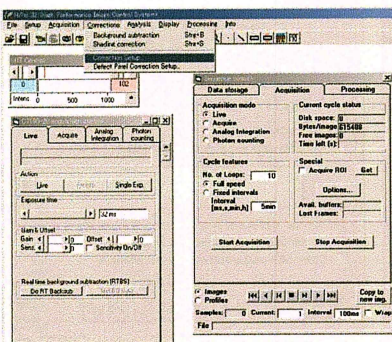 File Setup Acquisition Corrections Analysis Display Processing Info
Background subtraction Strg+B
Shading correction Strg+S
Correction Setup...
Defect Pixel Correction Setup...
0 102
Intens. 0 500 1000
Live Acquire Analog Integration Photon counting
Action
Live Single Exp.
Exposure time
32 ms
Gain & Offset
Gain Offset
Sens. Sensitivity On/Off
Real time background subtraction (RTBS)
Do RT Backsub
Data storage Acquisition Processing
Acquisition mode
Live
Acquire
Analog Integration
Photon counting
Current cycle status
Disk space: 0
Bytes/Image 615408
Free images: 0
Time left (s):
Cycle features
No. of Loops: 10
Full speed
Fixed intervals
Interval [ms,s,min,h] 5min
Special
Acquire ROI Get
Options...
Avail. buffers:
Lost Frames:
Start Acquisition Stop Acquisition
Images
Profiles
Copy to new img.
Samples: 0 Current: 1 Interval 100ms Wrap
File